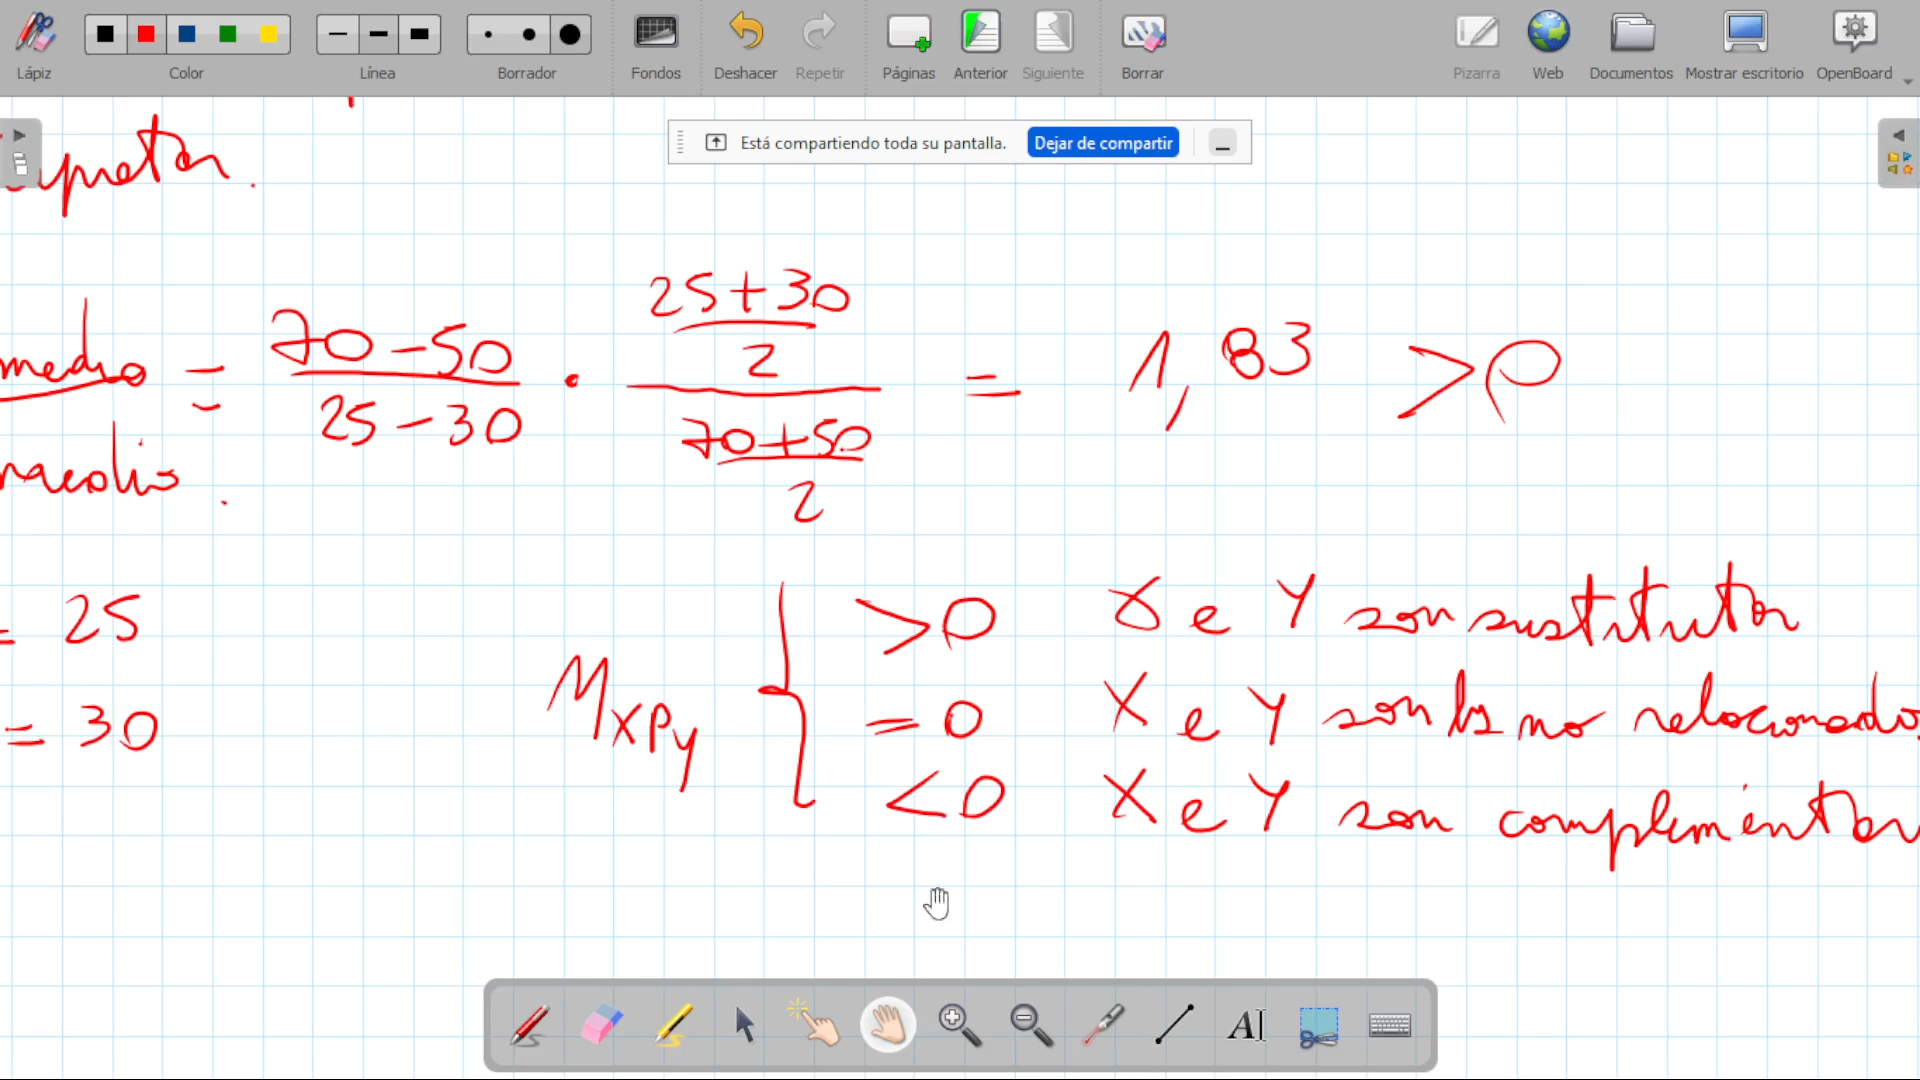 Lápiz Color Línea Borrador Fondos Deshacer Repetir Páginas Anterior Siguiente Borrar Pizarra Web Documentos Mostrar escritorio OpenBoard
Está compartiendo toda su pantalla. Dejar de compartir
medio = 70-50 / 25-30 . (25+30)/2 / (70+50)/2 = 1,83 >0
= 25
= 30
MXPy
>0 X e Y son sustitutos
=0 X e Y son bs no relacionados
<0 X e Y son complementar
AI